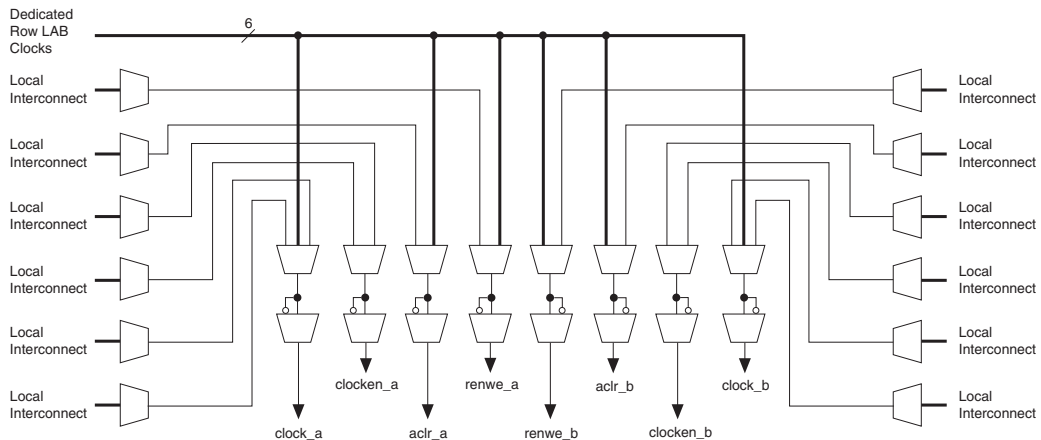 Dedicated
Row LAB
Clocks
6
Local
Interconnect
Local
Interconnect
Local
Interconnect
Local
Interconnect
Local
Interconnect
Local
Interconnect
Local
Interconnect
Local
Interconnect
Local
Interconnect
Local
Interconnect
Local
Interconnect
Local
Interconnect
clocken_a
renwe_a
aclr_b
clock_b
clock_a
aclr_a
renwe_b
clocken_b